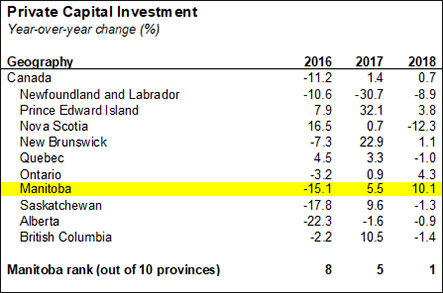 Private Capital Investment
Year-over-year change (%)
Geography 2016 2017 2018
Canada -11.2 1.4 0.7
Newfoundland and Labrador -10.6 -30.7 -8.9
Prince Edward Island 7.9 32.1 3.8
Nova Scotia 16.5 0.7 -12.3
New Brunswick -7.3 22.9 1.1
Quebec 4.5 3.3 -1.0
Ontario -3.2 0.9 4.3
Manitoba -15.1 5.5 10.1
Saskatchewan -17.8 9.6 -1.3
Alberta -22.3 -1.6 -0.9
British Columbia -2.2 10.5 -1.4
Manitoba rank (out of 10 provinces) 8 5 1